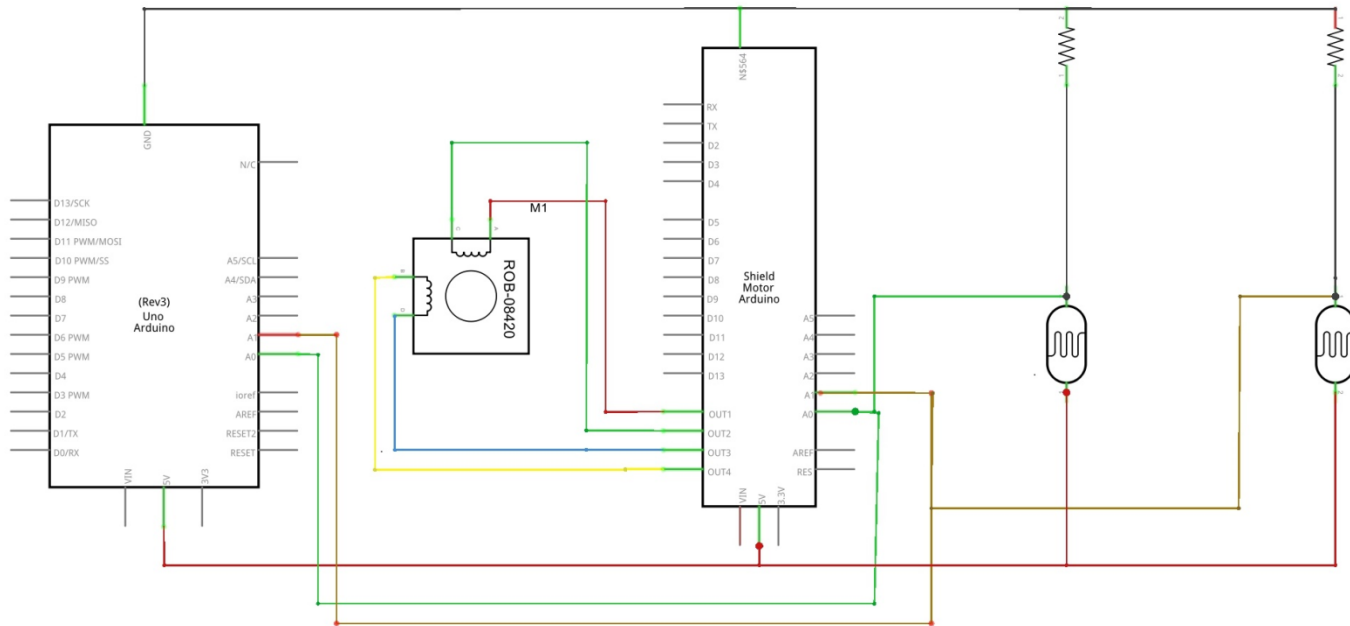 GND
N/C
D13/SCK
D12/MISO
D11 PWM/MOSI
D10 PWM/SS
D9 PWM
D8
D7
D6 PWM
D5 PWM
D4
D3 PWM
D2
D1/TX
D0/RX
(Rev3)
Uno
Arduino
A5/SCL
A4/SDA
A3
A2
A1
A0
ioref
AREF
RESET2
RESET
VIN
5V
3V3
M1
C
A
B
D
ROB-08420
N$564
RX
TX
D2
D3
D4
D5
D6
D7
D8
D9
D10
D11
D12
D13
OUT1
OUT2
OUT3
OUT4
Shield
Motor
Arduino
A5
A4
A3
A2
A1
A0
AREF
RES
VIN
5V
3.3V
2
1
1
2